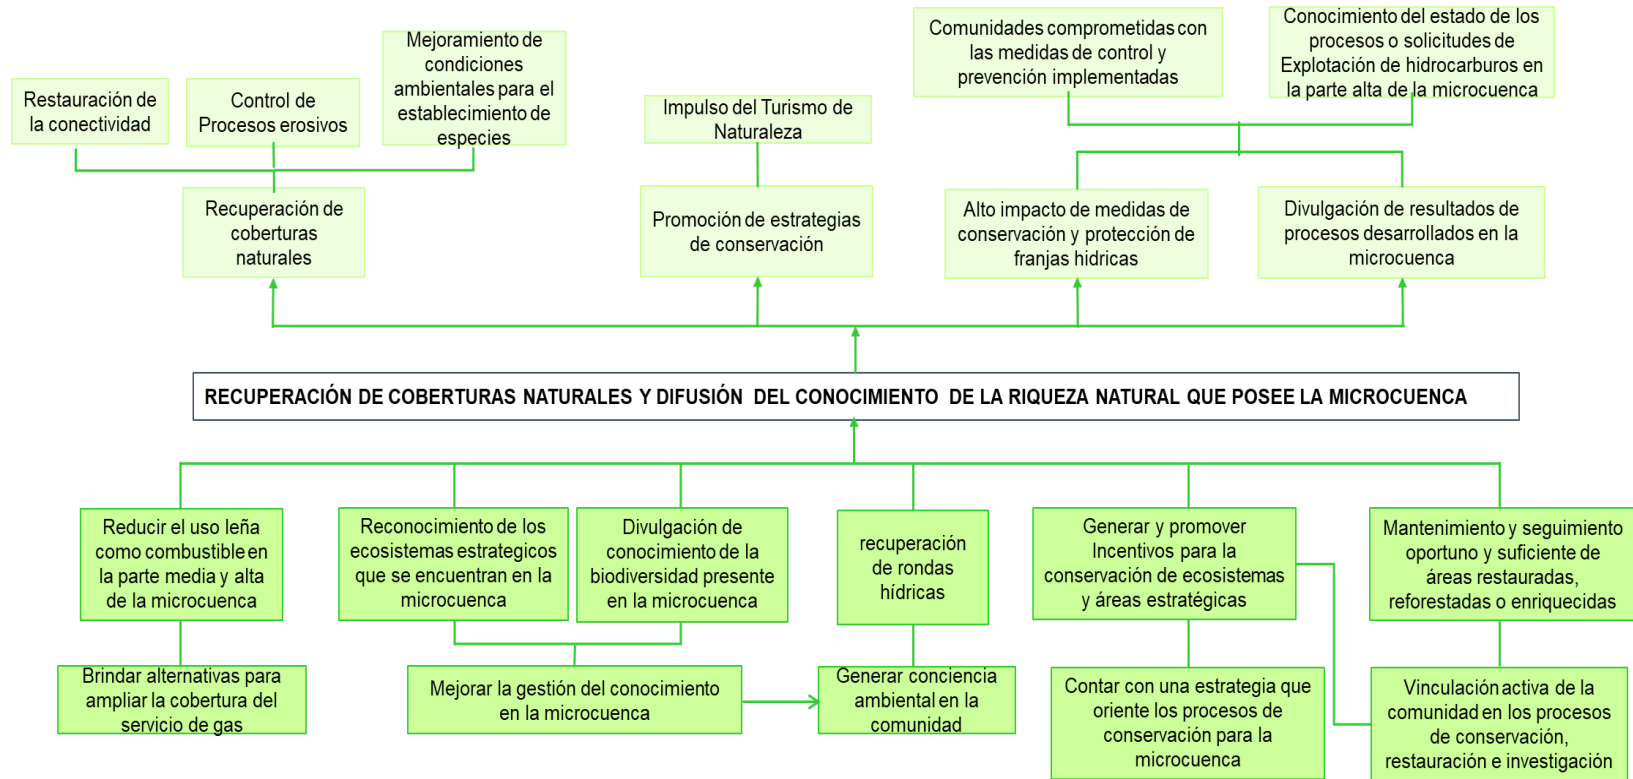 Restauración de
la conectividad
Control de
Procesos erosivos
Mejoramiento de
condiciones
ambientales para el
establecimiento de
especies
Impulso del Turismo de
Naturaleza
Comunidades comprometidas con
las medidas de control y
prevención implementadas
Conocimiento del estado de los
procesos o solicitudes de
Explotación de hidrocarburos en
la parte alta de la microcuenca
Recuperación de
coberturas
naturales
Promoción de estrategias
de conservación
Alto impacto de medidas de
conservación y protección de
franjas hidricas
Divulgación de resultados de
procesos desarrollados en la
microcuenca
RECUPERACIÓN DE COBERTURAS NATURALES Y DIFUSIÓN DEL CONOCIMIENTO DE LA RIQUEZA NATURAL QUE POSEE LA MICROCUENCA
Reducir el uso leña
como combustible en
la parte media y alta
de la microcuenca
Reconocimiento de los
ecosistemas estrategicos
que se encuentran en la
microcuenca
Divulgación de
conocimiento de la
biodiversidad presente
en la microcuenca
recuperación
de rondas
hídricas
Generar y promover
Incentivos para la
conservación de ecosistemas
y áreas estratégicas
Mantenimiento y seguimiento
oportuno y suficiente de
áreas restauradas,
reforestadas o enriquecidas
Brindar alternativas para
ampliar la cobertura del
servicio de gas
Mejorar la gestión del conocimiento
en la microcuenca
Generar conciencia
ambiental en la
comunidad
Contar con una estrategia que
oriente los procesos de
conservación para la
microcuenca
Vinculación activa de la
comunidad en los procesos
de conservación,
restauración e investigación